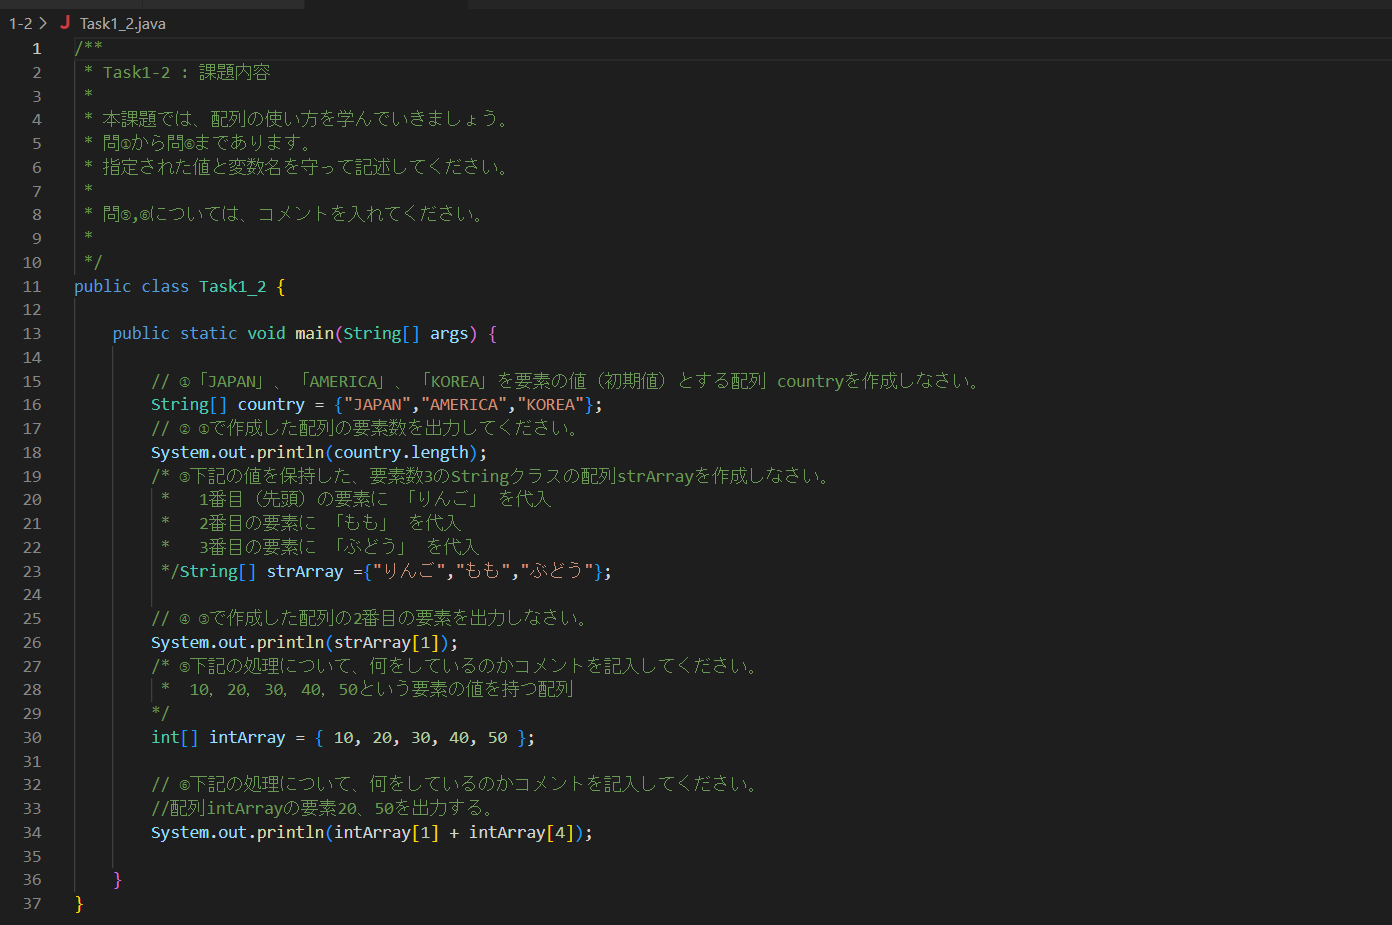 1-2 > J Task1_2.java
1 /**
2  * Task1-2 : 課題内容
3  *
4  * 本課題では、配列の使い方を学んでいきましょう。
5  * 問①から問⑥まであります。
6  * 指定された値と変数名を守って記述してください。
7  *
8  * 問⑤,⑥については、コメントを入れてください。
9  *
10  */
11 public class Task1_2 {
12
13     public static void main(String[] args) {
14
15         // ①「JAPAN」、「AMERICA」、「KOREA」を要素の値（初期値）とする配列 countryを作成しなさい。
16         String[] country = {"JAPAN","AMERICA","KOREA"};
17         // ② ①で作成した配列の要素数を出力してください。
18         System.out.println(country.length);
19         /* ③下記の値を保持した、要素数3のStringクラスの配列strArrayを作成しなさい。
20          *   1番目（先頭）の要素に 「りんご」 を代入
21          *   2番目の要素に 「もも」 を代入
22          *   3番目の要素に 「ぶどう」 を代入
23          */String[] strArray ={"りんご","もも","ぶどう"};
24
25         // ④ ③で作成した配列の2番目の要素を出力しなさい。
26         System.out.println(strArray[1]);
27         /* ⑤下記の処理について、何をしているのかコメントを記入してください。
28          *  10, 20, 30, 40, 50という要素の値を持つ配列
29         */
30         int[] intArray = { 10, 20, 30, 40, 50 };
31
32         // ⑥下記の処理について、何をしているのかコメントを記入してください。
33         //配列intArrayの要素20、50を出力する。
34         System.out.println(intArray[1] + intArray[4]);
35
36     }
37 }